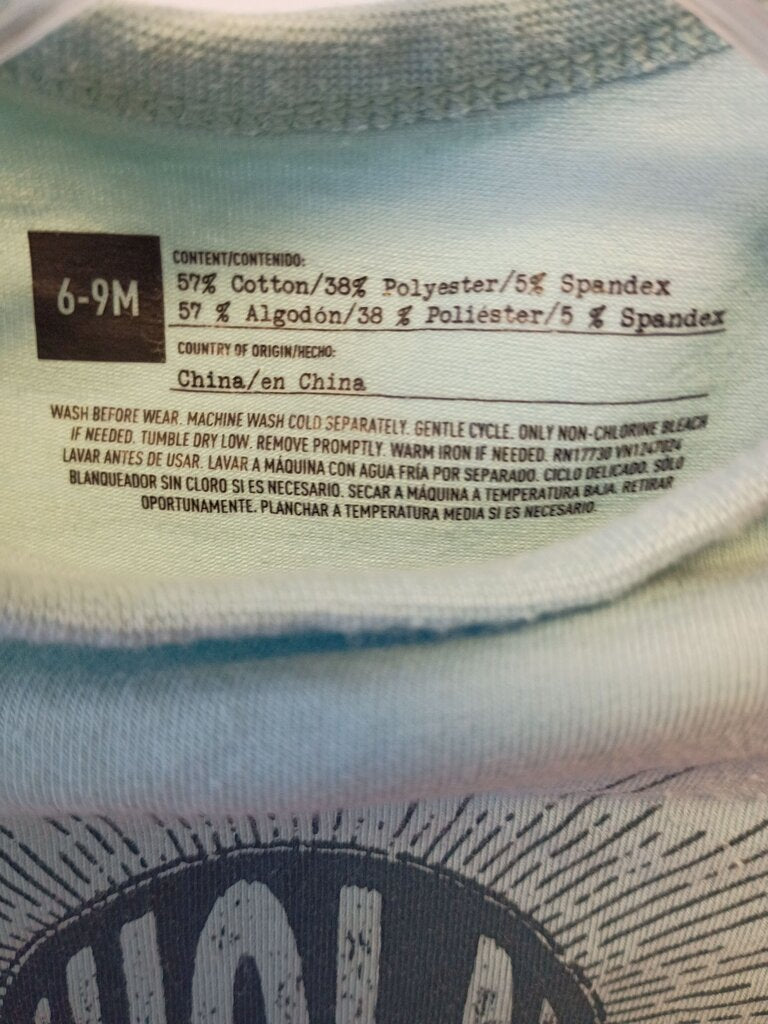 6-9M
CONTENT/CONTENIDO:
57% Cotton/38% Polyester/5% Spandex
57 % Algodón/38 % Poliéster/5 % Spandex
COUNTRY OF ORIGIN/HECHO:
China/en China
WASH BEFORE WEAR. MACHINE WASH COLD SEPARATELY. GENTLE CYCLE. ONLY NON-CHLORINE BLEACH
IF NEEDED. TUMBLE DRY LOW. REMOVE PROMPTLY. WARM IRON IF NEEDED. RN17730 VN1247024
LAVAR ANTES DE USAR. LAVAR A MÁQUINA CON AGUA FRÍA POR SEPARADO. CICLO DELICADO. SÓLO
BLANQUEADOR SIN CLORO SI ES NECESARIO. SECAR A MÁQUINA A TEMPERATURA BAJA. RETIRAR
OPORTUNAMENTE. PLANCHAR A TEMPERATURA MEDIA SI ES NECESARIO.